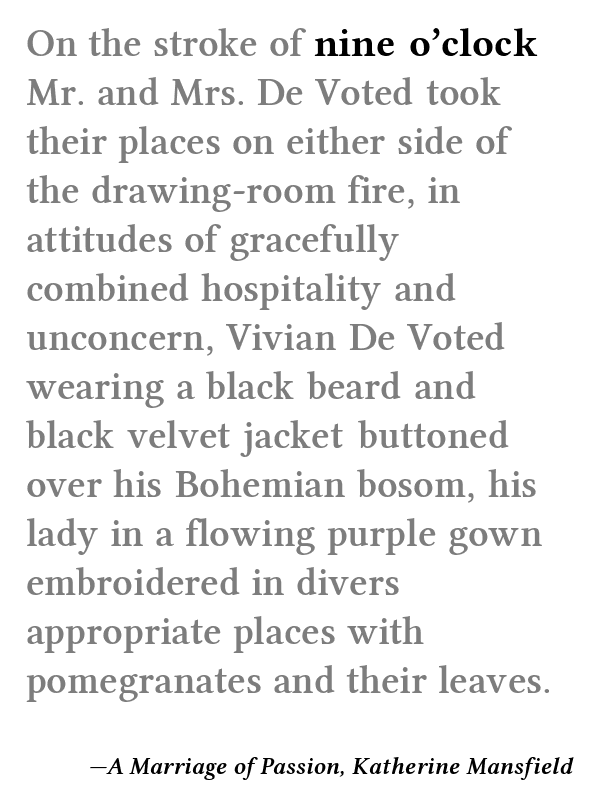 On the stroke of nine o’clock
Mr. and Mrs. De Voted took
their places on either side of
the drawing-room fire, in
attitudes of gracefully
combined hospitality and
unconcern, Vivian De Voted
wearing a black beard and
black velvet jacket buttoned
over his Bohemian bosom, his
lady in a flowing purple gown
embroidered in divers
appropriate places with
pomegranates and their leaves.
—A Marriage of Passion, Katherine Mansfield